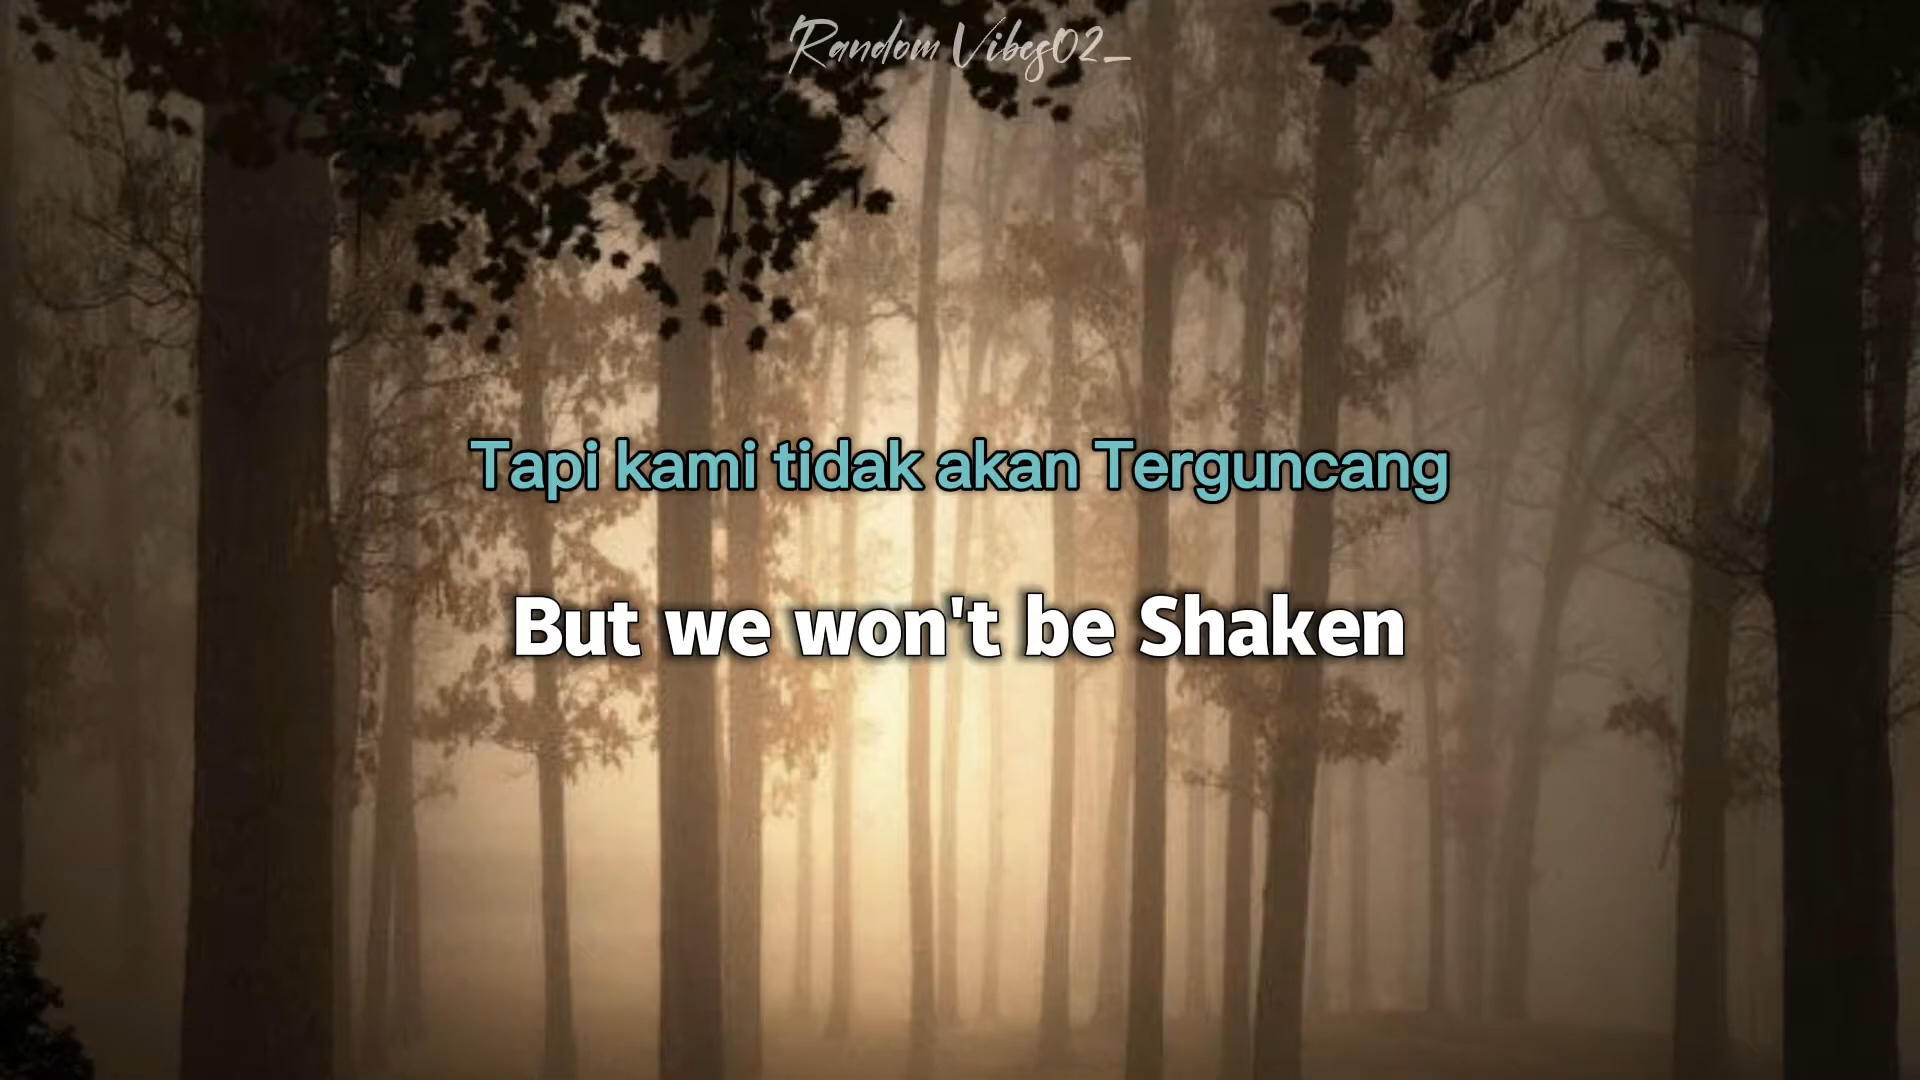 Random Vibes02_
Tapi kami tidak akan Terguncang
But we won't be Shaken